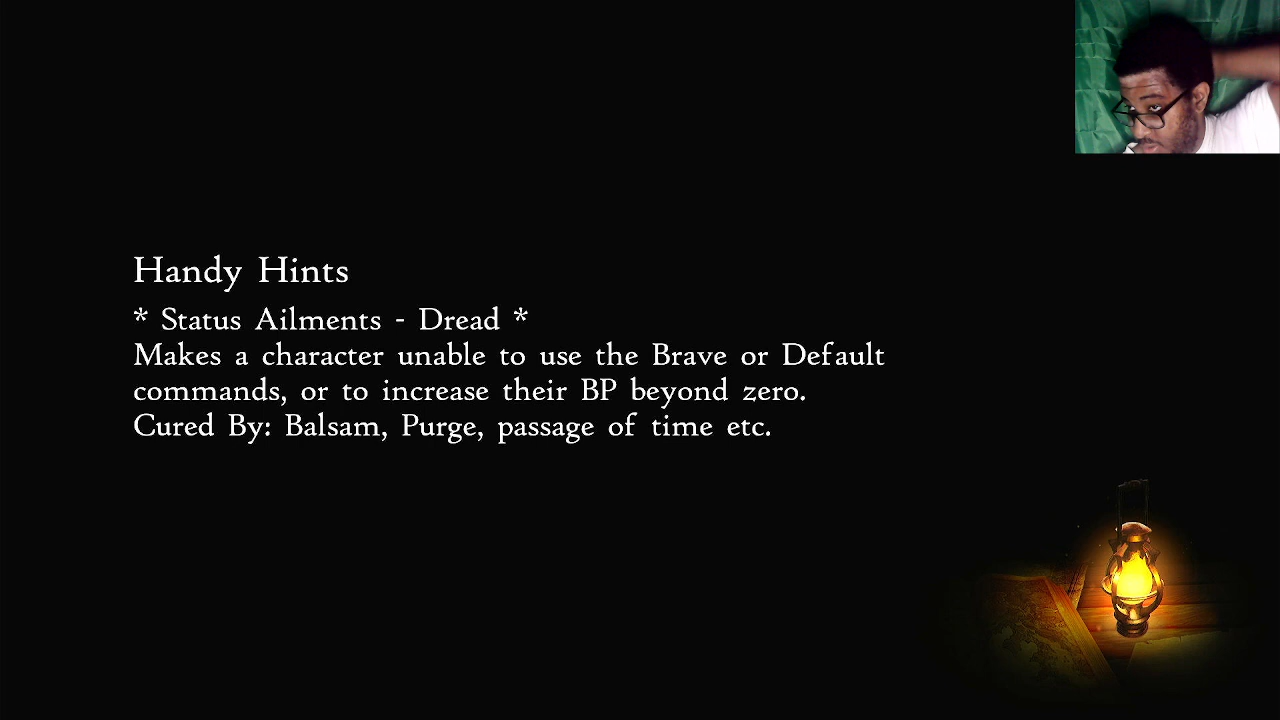 Handy Hints
* Status Ailments - Dread *
Makes a character unable to use the Brave or Default
commands, or to increase their BP beyond zero.
Cured By: Balsam, Purge, passage of time etc.